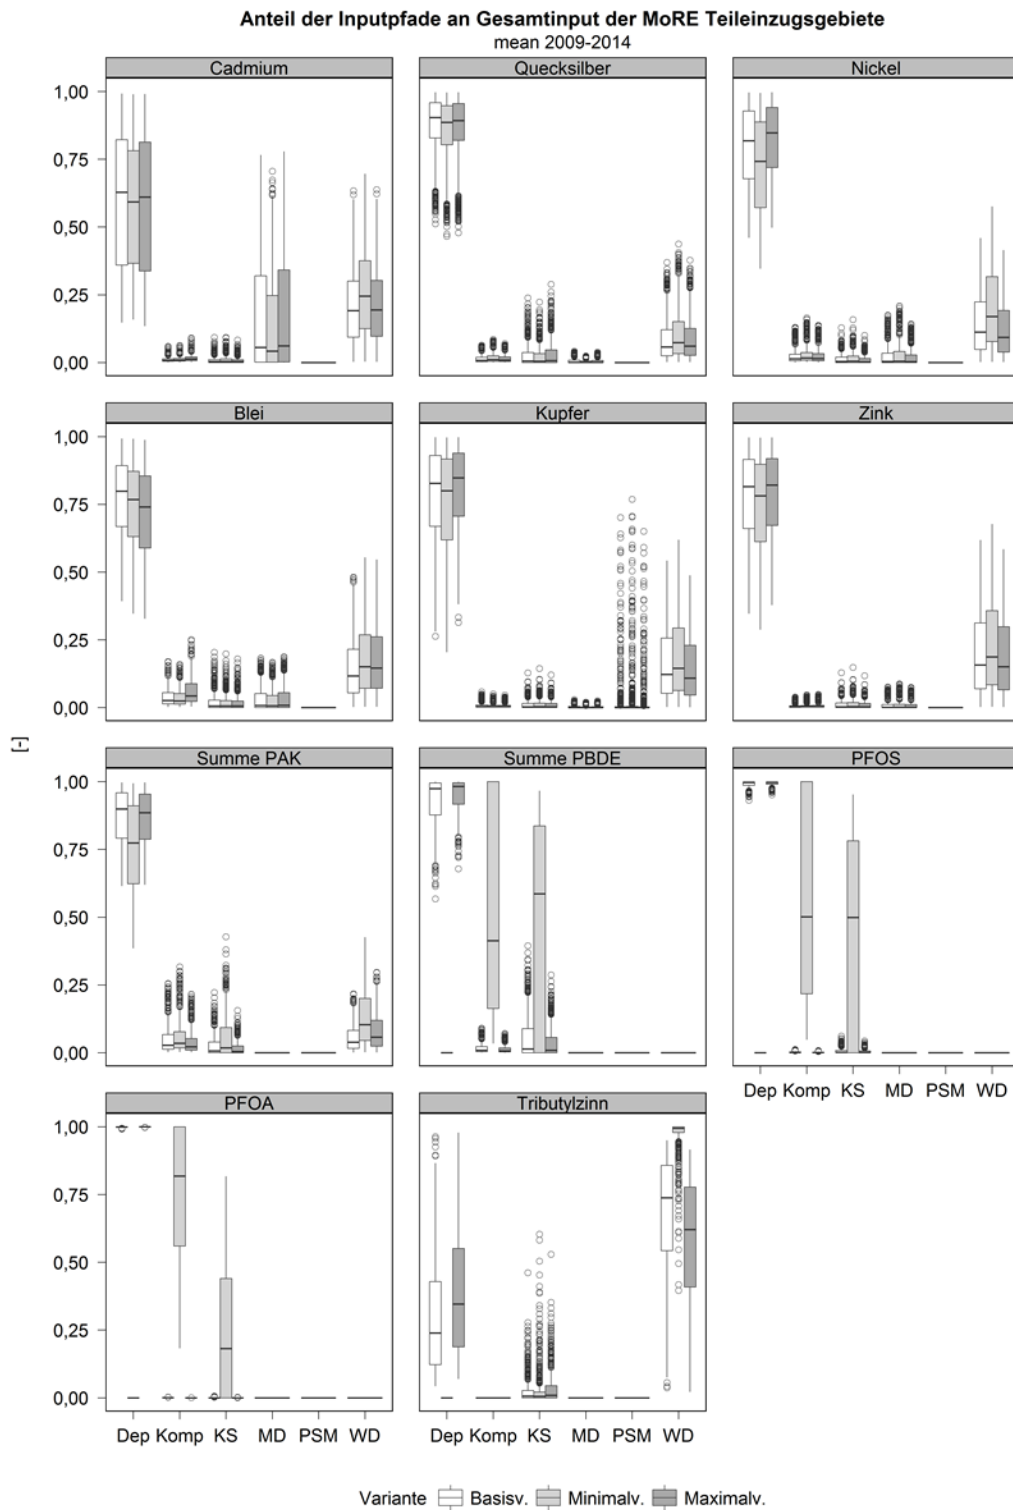 Anteil der Inputpfade an Gesamtinput der MoRE Teileinzugsgebiete
mean 2009-2014
Cadmium Quecksilber Nickel
1,00
0,75
0,50
0,25
0,00
Blei Kupfer Zink
1,00
0,75
0,50
0,25
0,00
[-]
Summe PAK Summe PBDE PFOS
1,00
0,75
0,50
0,25
0,00
Dep Komp KS MD PSM WD
PFOA Tributylzinn
1,00
0,75
0,50
0,25
0,00
Dep Komp KS MD PSM WD Dep Komp KS MD PSM WD
Variante Basisv. Minimalv. Maximalv.